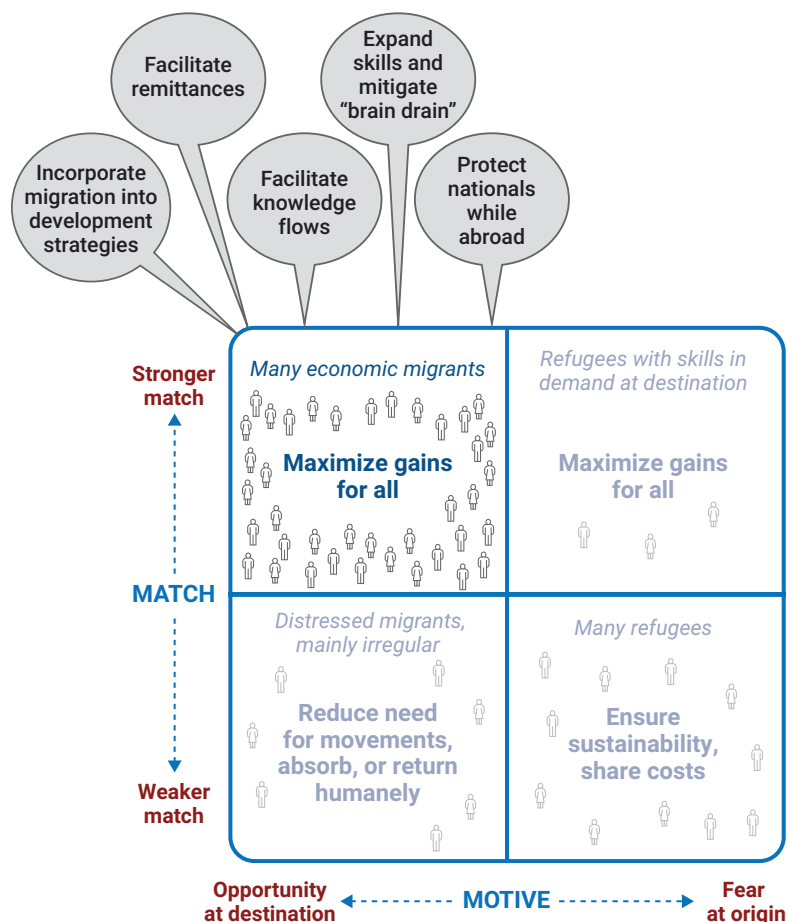 Facilitate
remittances
Expand
skills and
mitigate
“brain drain”
Incorporate
migration into
development
strategies
Facilitate
knowledge
flows
Protect
nationals
while
abroad
Stronger
match
MATCH
Weaker
match
Many economic migrants
Maximize gains
for all
Refugees with skills in
demand at destination
Maximize gains
for all
Distressed migrants,
mainly irregular
Reduce need
for movements,
absorb, or return
humanely
Many refugees
Ensure
sustainability,
share costs
Opportunity
at destination
MOTIVE
Fear
at origin